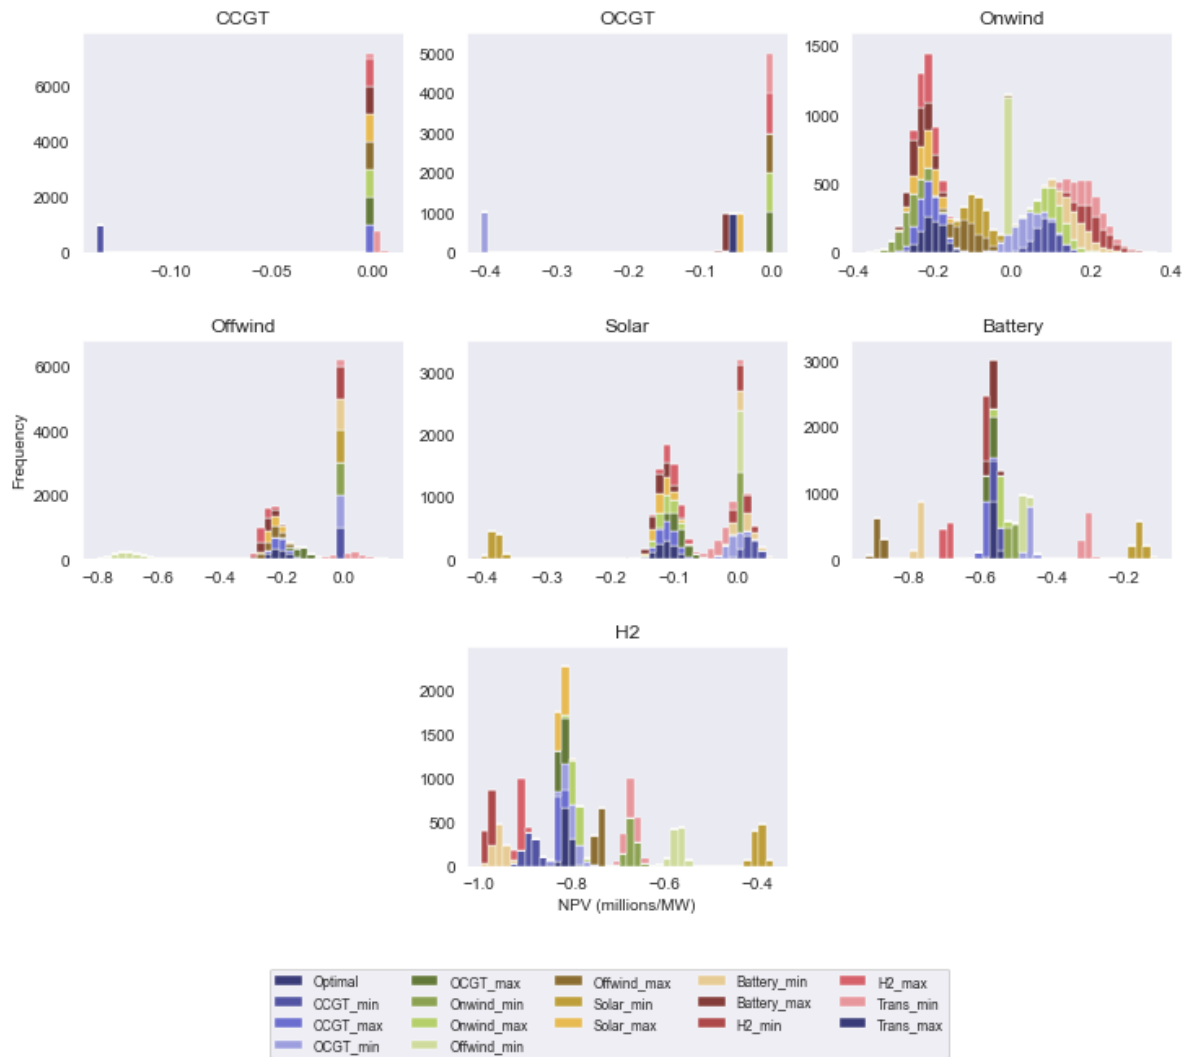 CCGT OCGT Onwind
6000
4000
2000
0
−0.10 −0.05 0.00
5000
4000
3000
2000
1000
0
−0.4 −0.3 −0.2 −0.1 0.0
1500
1000
500
0
−0.4 −0.2 0.0 0.2 0.4
Offwind Solar Battery
Frequency
6000
4000
2000
0
−0.8 −0.6 −0.4 −0.2 0.0
3000
2000
1000
0
−0.4 −0.3 −0.2 −0.1 0.0
3000
2000
1000
0
−0.8 −0.6 −0.4 −0.2
H2
2000
1500
1000
500
0
−1.0 −0.8 −0.6 −0.4
NPV (millions/MW)
Optimal OCGT_max Offwind_max Battery_min H2_max
CCGT_min Onwind_min Solar_min Battery_max Trans_min
CCGT_max Onwind_max Solar_max H2_min Trans_max
OCGT_min Offwind_min